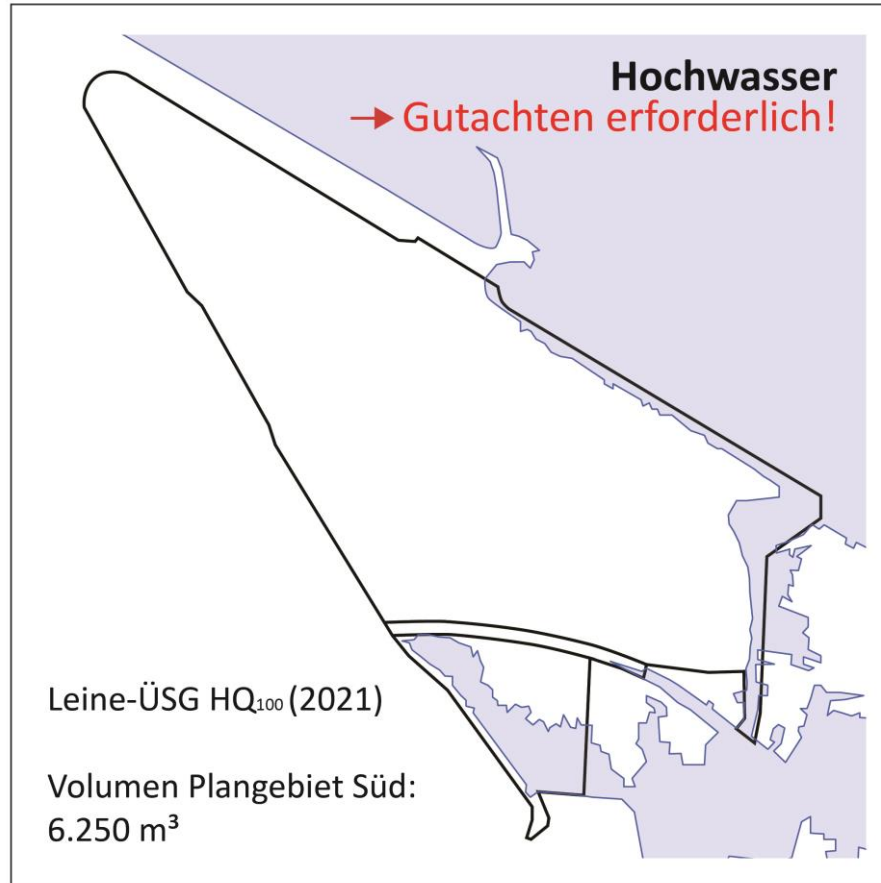 Hochwasser
→ Gutachten erforderlich!
Leine-ÜSG HQ₁₀₀ (2021)
Volumen Plangebiet Süd:
6.250 m³